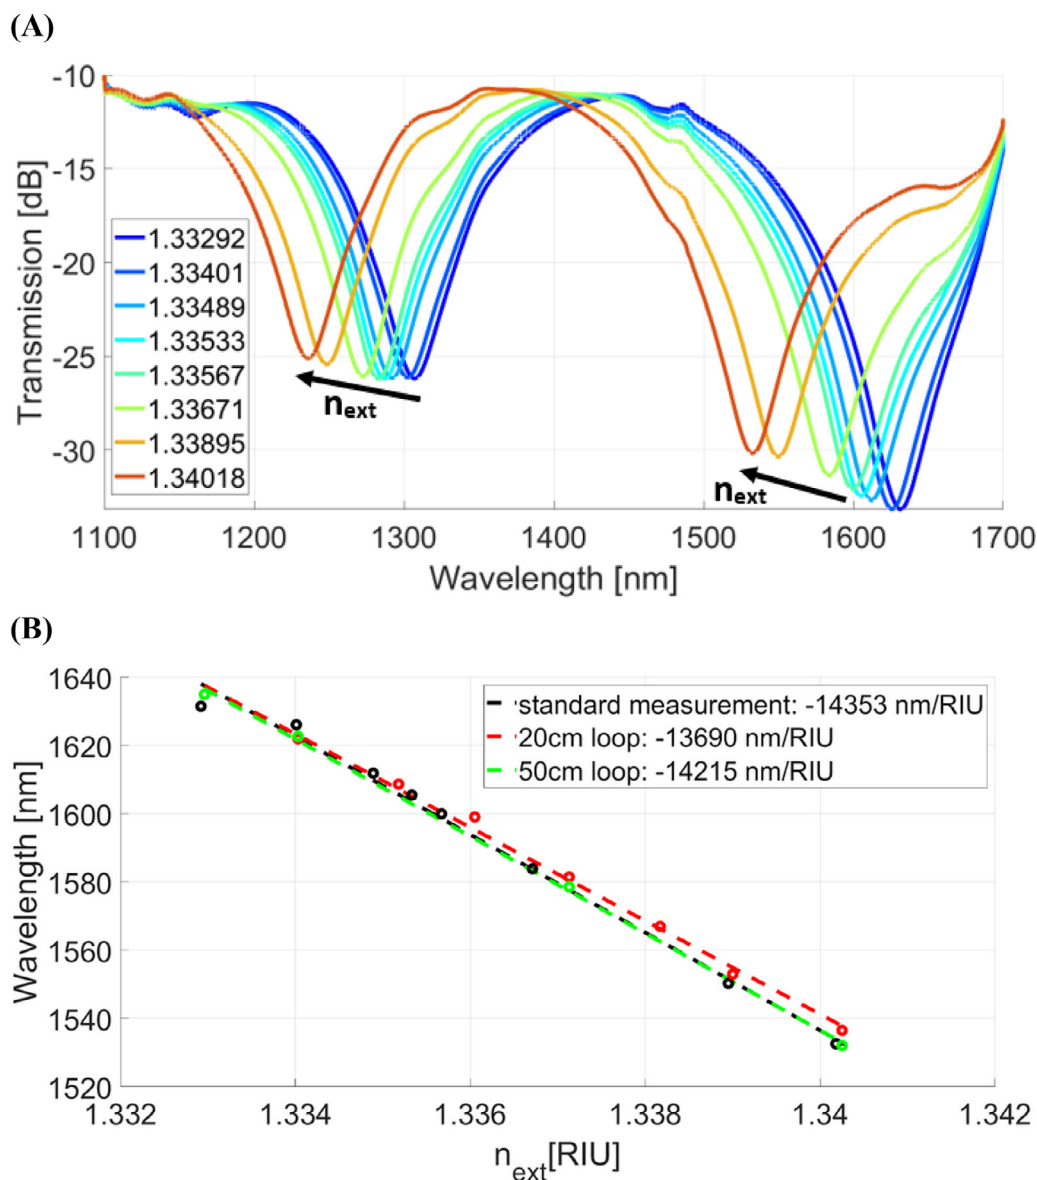 (A)
-10
-15
-20
-25
-30
Transmission [dB]
1.33292
1.33401
1.33489
1.33533
1.33567
1.33671
1.33895
1.34018
next
next
1100 1200 1300 1400 1500 1600 1700
Wavelength [nm]
(B)
1640
1620
1600
1580
1560
1540
1520
Wavelength [nm]
standard measurement: -14353 nm/RIU
20cm loop: -13690 nm/RIU
50cm loop: -14215 nm/RIU
1.332 1.334 1.336 1.338 1.34 1.342
next[RIU]